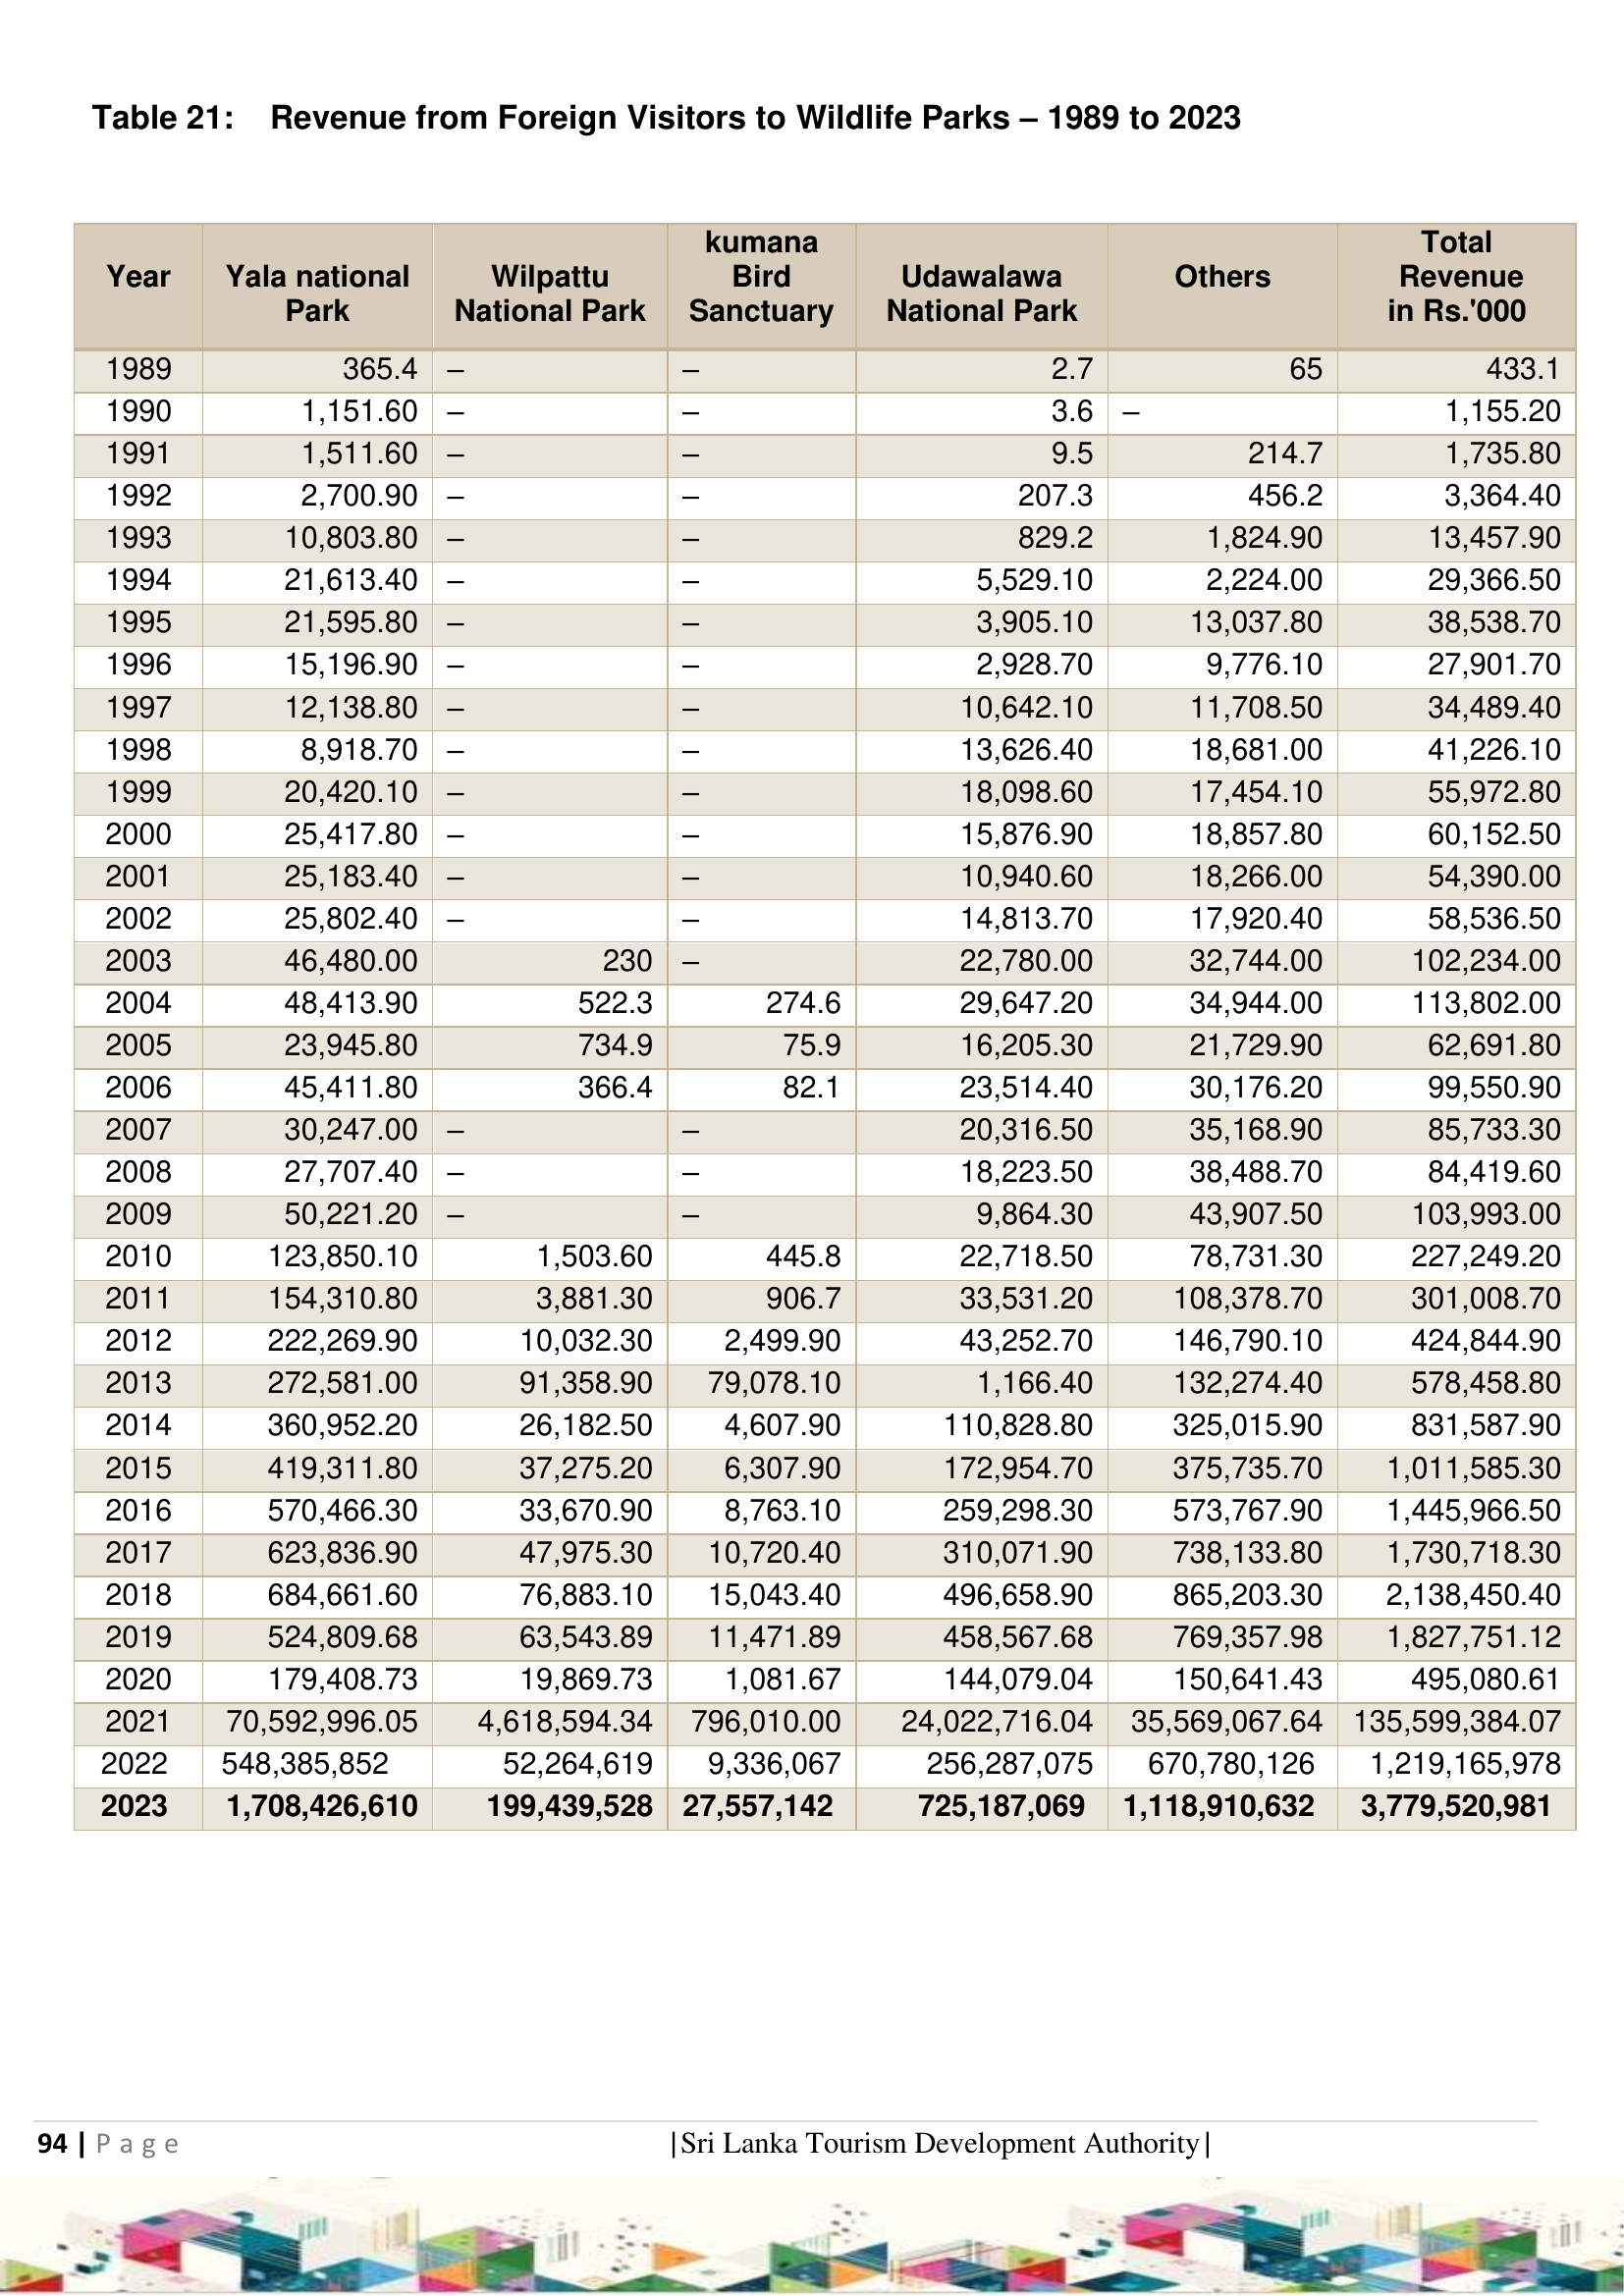 Table 21: Revenue from Foreign Visitors to Wildlife Parks – 1989 to 2023
Year Yala national Park Wilpattu National Park kumana Bird Sanctuary Udawalawa National Park Others Total Revenue in Rs.'000
1989 365.4 – – 2.7 65 433.1
1990 1,151.60 – – 3.6 – 1,155.20
1991 1,511.60 – – 9.5 214.7 1,735.80
1992 2,700.90 – – 207.3 456.2 3,364.40
1993 10,803.80 – – 829.2 1,824.90 13,457.90
1994 21,613.40 – – 5,529.10 2,224.00 29,366.50
1995 21,595.80 – – 3,905.10 13,037.80 38,538.70
1996 15,196.90 – – 2,928.70 9,776.10 27,901.70
1997 12,138.80 – – 10,642.10 11,708.50 34,489.40
1998 8,918.70 – – 13,626.40 18,681.00 41,226.10
1999 20,420.10 – – 18,098.60 17,454.10 55,972.80
2000 25,417.80 – – 15,876.90 18,857.80 60,152.50
2001 25,183.40 – – 10,940.60 18,266.00 54,390.00
2002 25,802.40 – – 14,813.70 17,920.40 58,536.50
2003 46,480.00 230 – 22,780.00 32,744.00 102,234.00
2004 48,413.90 522.3 274.6 29,647.20 34,944.00 113,802.00
2005 23,945.80 734.9 75.9 16,205.30 21,729.90 62,691.80
2006 45,411.80 366.4 82.1 23,514.40 30,176.20 99,550.90
2007 30,247.00 – – 20,316.50 35,168.90 85,733.30
2008 27,707.40 – – 18,223.50 38,488.70 84,419.60
2009 50,221.20 – – 9,864.30 43,907.50 103,993.00
2010 123,850.10 1,503.60 445.8 22,718.50 78,731.30 227,249.20
2011 154,310.80 3,881.30 906.7 33,531.20 108,378.70 301,008.70
2012 222,269.90 10,032.30 2,499.90 43,252.70 146,790.10 424,844.90
2013 272,581.00 91,358.90 79,078.10 1,166.40 132,274.40 578,458.80
2014 360,952.20 26,182.50 4,607.90 110,828.80 325,015.90 831,587.90
2015 419,311.80 37,275.20 6,307.90 172,954.70 375,735.70 1,011,585.30
2016 570,466.30 33,670.90 8,763.10 259,298.30 573,767.90 1,445,966.50
2017 623,836.90 47,975.30 10,720.40 310,071.90 738,133.80 1,730,718.30
2018 684,661.60 76,883.10 15,043.40 496,658.90 865,203.30 2,138,450.40
2019 524,809.68 63,543.89 11,471.89 458,567.68 769,357.98 1,827,751.12
2020 179,408.73 19,869.73 1,081.67 144,079.04 150,641.43 495,080.61
2021 70,592,996.05 4,618,594.34 796,010.00 24,022,716.04 35,569,067.64 135,599,384.07
2022 548,385,852 52,264,619 9,336,067 256,287,075 670,780,126 1,219,165,978
2023 1,708,426,610 199,439,528 27,557,142 725,187,069 1,118,910,632 3,779,520,981
94 | Page |Sri Lanka Tourism Development Authority|